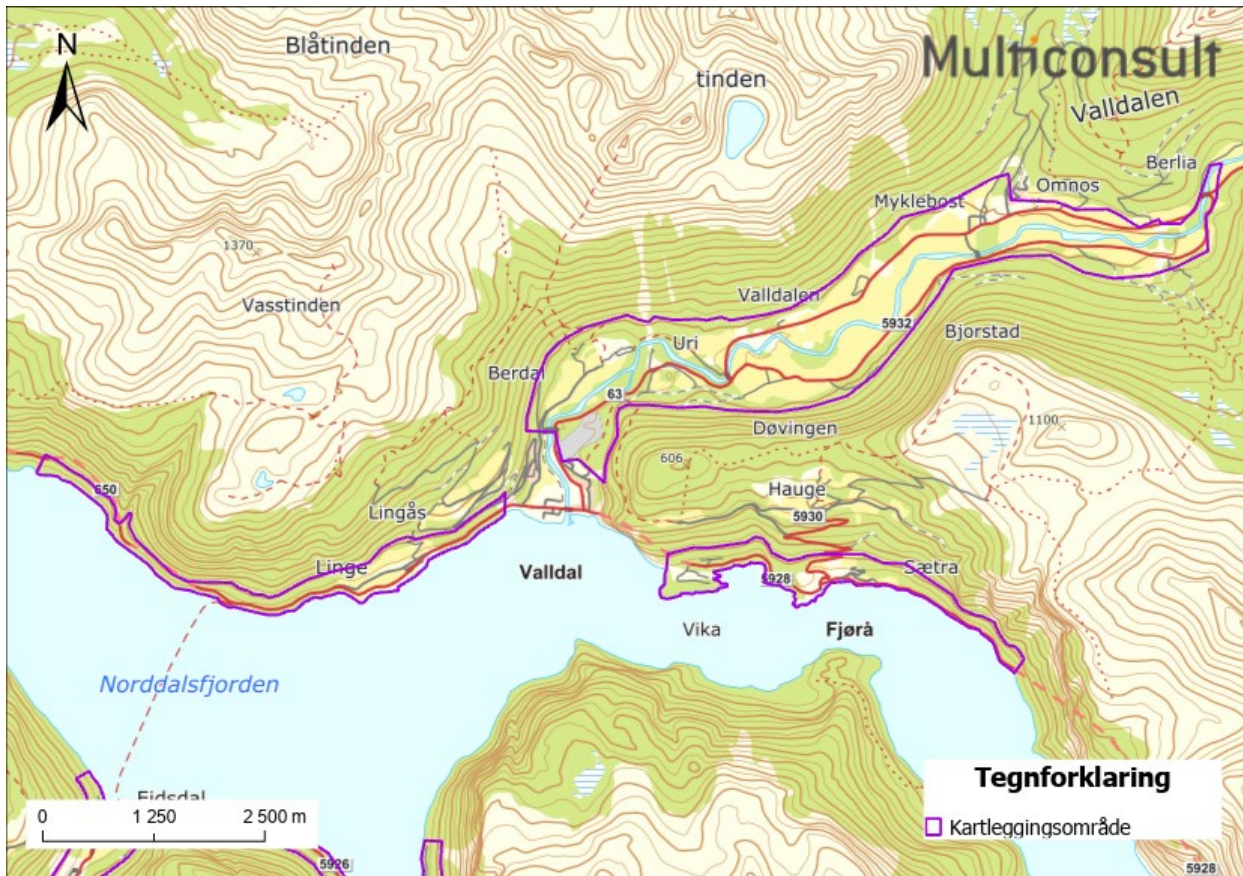 Blåtinden
N
tinden
Multiconsult
Valldalen
Berlia
Omnos
Myklebost
1370
Vasstinden
Valldalen
5932
Bjorstad
Uri
Berdal
63
Døvingen
1100
606
650
Lingås
Hauge
5930
Linge
Valldal
5928
Sætra
Vika
Fjørå
Norddalsfjorden
Eidsdal
0 1 250 2 500 m
5926
Tegnforklaring
Kartleggingsområde
5928